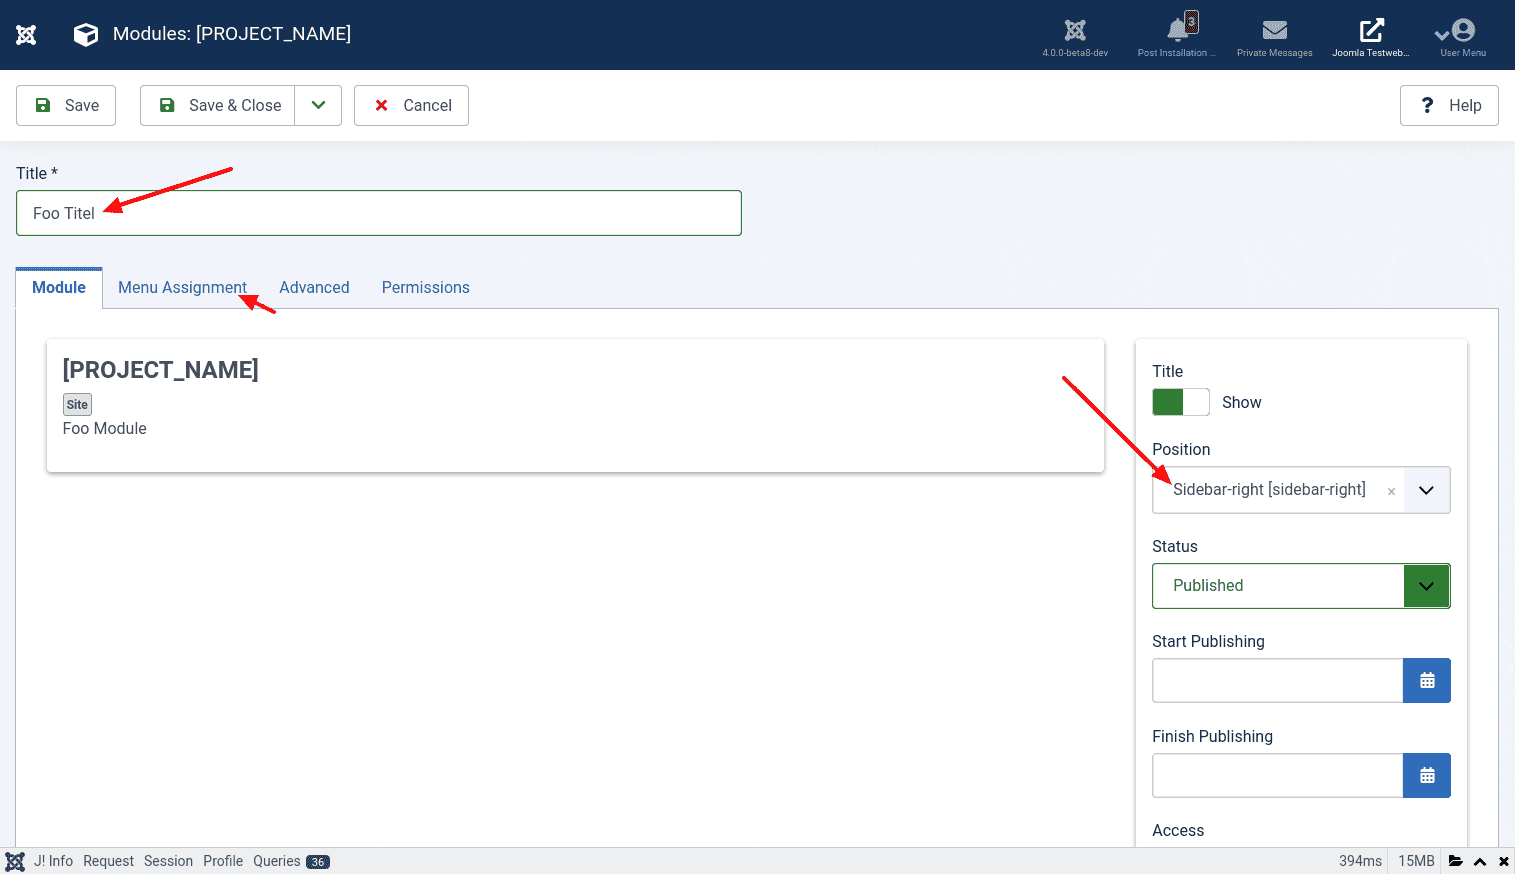 Modules: [PROJECT_NAME]
4.0.0-beta8-dev
3
Post Installation ...
Private Messages
Joomla Testweb...
User Menu
Save
Save & Close
Cancel
? Help
Title *
Foo Titel
Module
Menu Assignment
Advanced
Permissions
[PROJECT_NAME]
Site
Foo Module
Title
Show
Position
Sidebar-right [sidebar-right] ×
Status
Published
Start Publishing
Finish Publishing
Access
J! Info Request Session Profile Queries 36
394ms
15MB